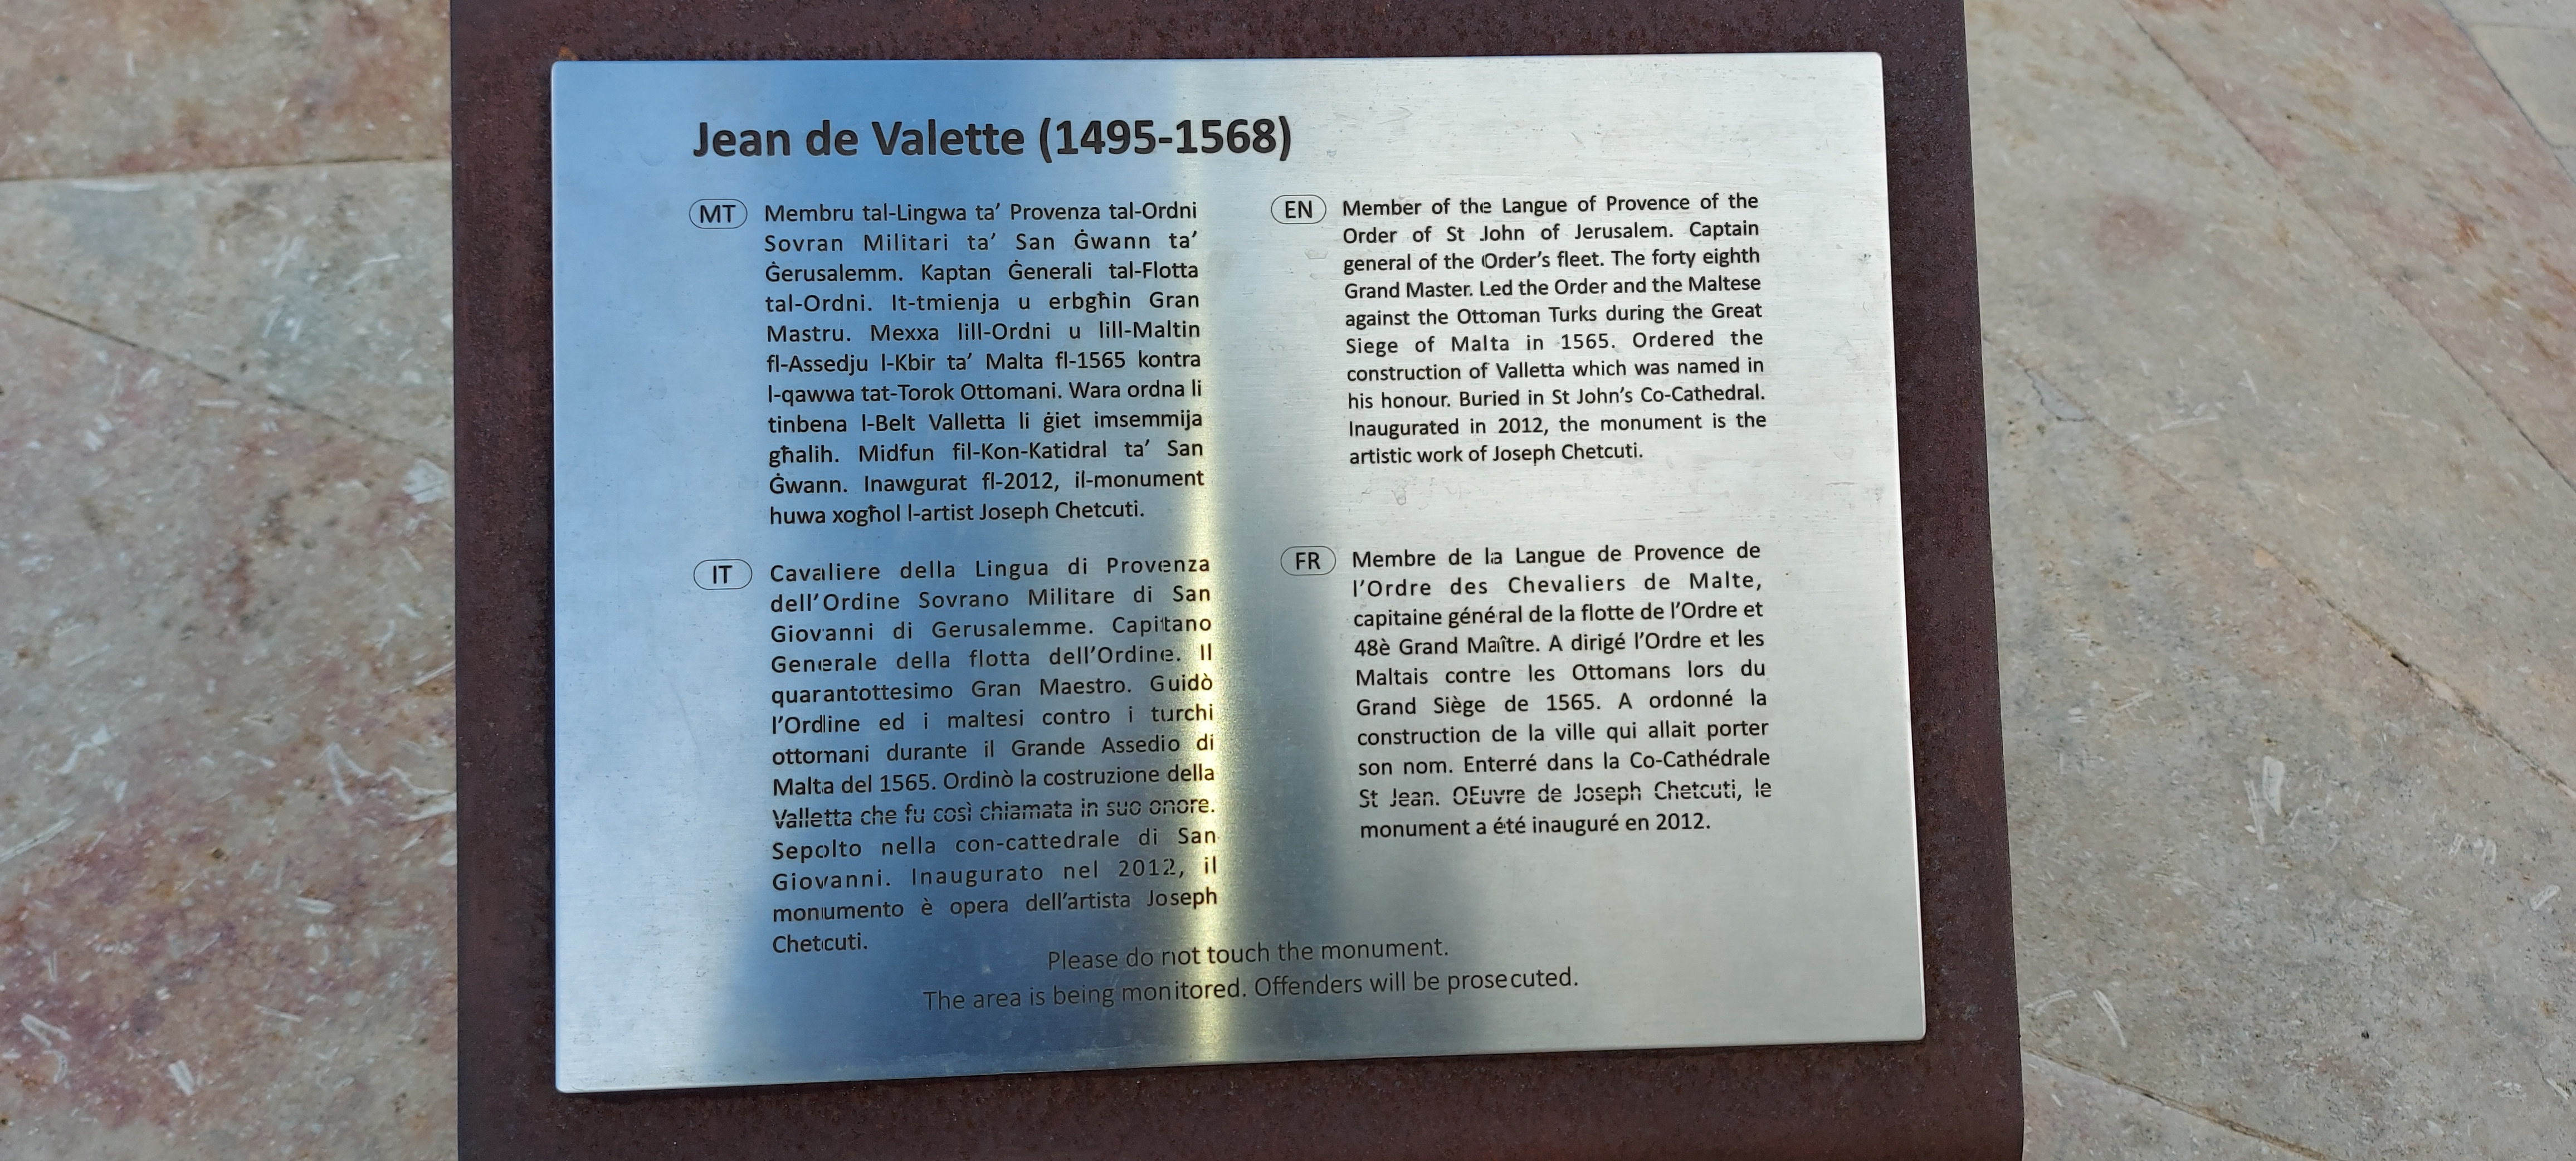 Jean de Valette (1495-1568)
MT
Membru tal-Lingwa ta’ Provenza tal-Ordni
Sovran Militari ta’ San Ġwann ta’
Ġerusalemm. Kaptan Ġenerali tal-Flotta
tal-Ordni. It-tmienja u erbgħin Gran
Mastru. Mexxa lill-Ordni u lill-Maltin
fl-Assedju l-Kbir ta’ Malta fl-1565 kontra
l-qawwa tat-Torok Ottomani. Wara ordna li
tinbena l-Belt Valletta li ġiet imsemmija
għalih. Midfun fil-Kon-Katidral ta’ San
Ġwann. Inawgurat fl-2012, il-monument
huwa xogħol l-artist Joseph Chetcuti.
EN
Member of the Langue of Provence of the
Order of St John of Jerusalem. Captain
general of the Order’s fleet. The forty eighth
Grand Master. Led the Order and the Maltese
against the Ottoman Turks during the Great
Siege of Malta in 1565. Ordered the
construction of Valletta which was named in
his honour. Buried in St John’s Co-Cathedral.
Inaugurated in 2012, the monument is the
artistic work of Joseph Chetcuti.
IT
Cavaliere della Lingua di Provenza
dell’Ordine Sovrano Militare di San
Giovanni di Gerusalemme. Capitano
Generale della flotta dell’Ordine. Il
quarantottesimo Gran Maestro. Guidò
l’Ordine ed i maltesi contro i turchi
ottomani durante il Grande Assedio di
Malta del 1565. Ordinò la costruzione della
Valletta che fu così chiamata in suo onore.
Sepolto nella con-cattedrale di San
Giovanni. Inaugurato nel 2012, il
monumento è opera dell’artista Joseph
Chetcuti.
FR
Membre de la Langue de Provence de
l’Ordre des Chevaliers de Malte,
capitaine général de la flotte de l’Ordre et
48è Grand Maître. A dirigé l’Ordre et les
Maltais contre les Ottomans lors du
Grand Siège de 1565. A ordonné la
construction de la ville qui allait porter
son nom. Enterré dans la Co-Cathédrale
St Jean. OEuvre de Joseph Chetcuti, le
monument a été inauguré en 2012.
Please do not touch the monument.
The area is being monitored. Offenders will be prosecuted.